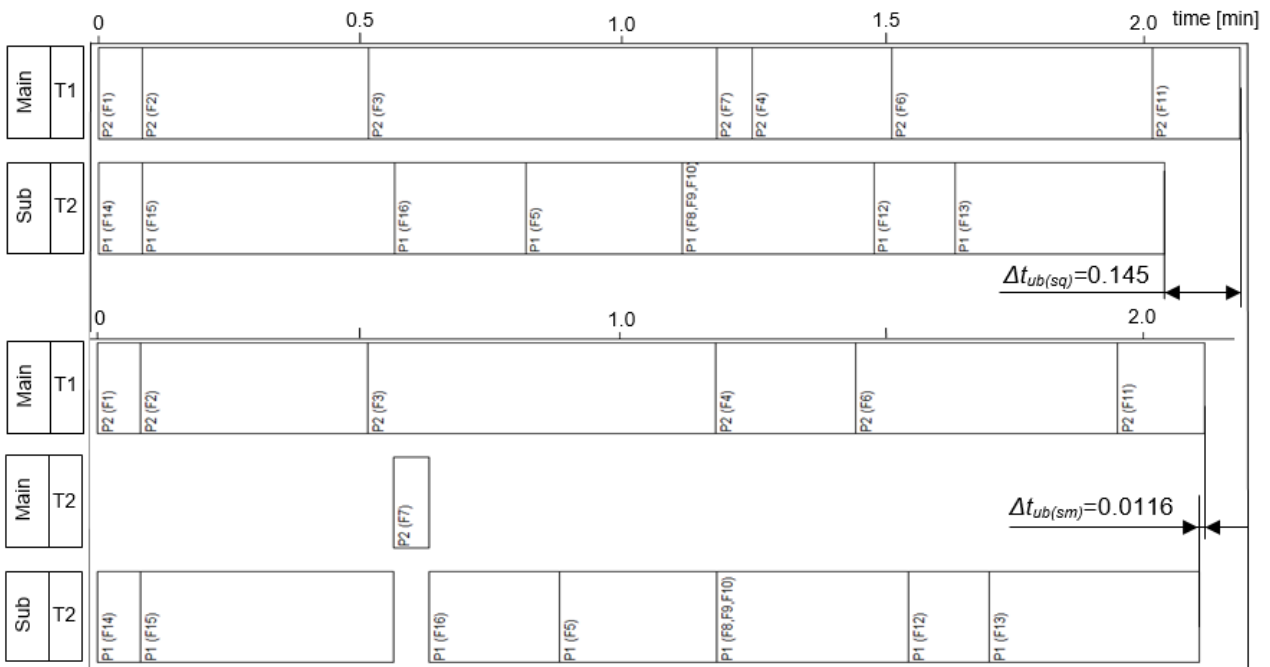 0 0.5 1.0 1.5 2.0 time [min]
Main T1
P2 (F1)
P2 (F2)
P2 (F3)
P2 (F7)
P2 (F4)
P2 (F6)
P2 (F11)
Sub T2
P1 (F14)
P1 (F15)
P1 (F16)
P1 (F5)
P1 (F8,F9,F10)
P1 (F12)
P1 (F13)
Δt_ub(sq)=0.145
0 1.0 2.0
Main T1
P2 (F1)
P2 (F2)
P2 (F3)
P2 (F4)
P2 (F6)
P2 (F11)
Main T2
P2 (F7)
Δt_ub(sm)=0.0116
Sub T2
P1 (F14)
P1 (F15)
P1 (F16)
P1 (F5)
P1 (F8,F9,F10)
P1 (F12)
P1 (F13)